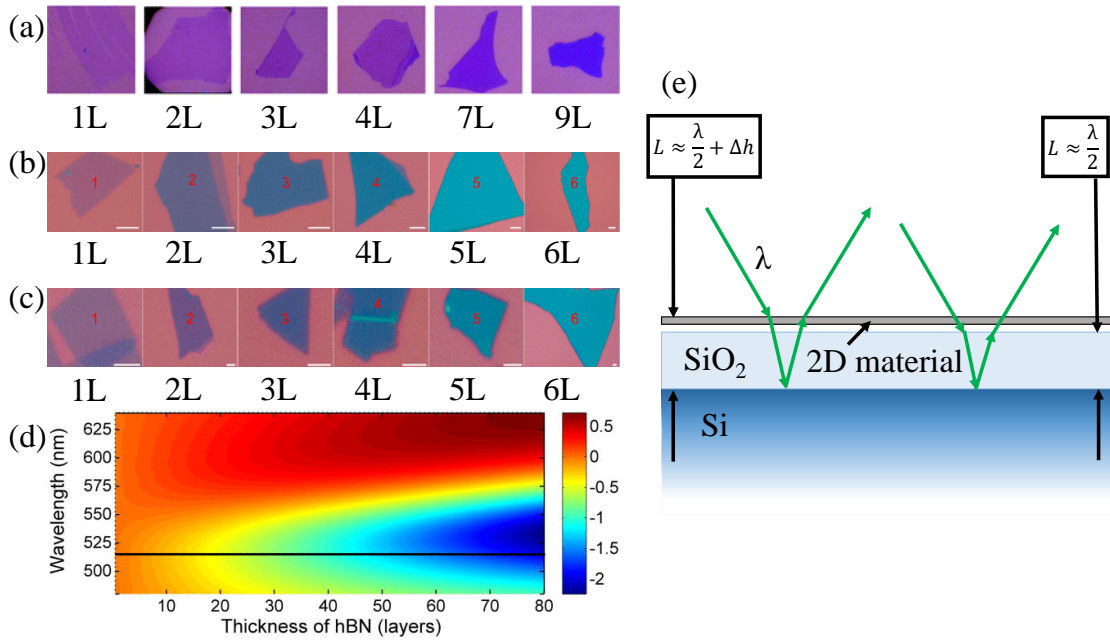 (a)
1L 2L 3L 4L 7L 9L
(b)
1 2 3 4 5 6
1L 2L 3L 4L 5L 6L
(c)
1 2 3 4 5 6
1L 2L 3L 4L 5L 6L
(d)
Wavelength (nm)
625
600
575
550
525
500
10 20 30 40 50 60 70 80
Thickness of hBN (layers)
0.5
0
-0.5
-1
-1.5
-2
(e)
L ≈ λ/2 + Δh
L ≈ λ/2
λ
SiO₂
2D material
Si